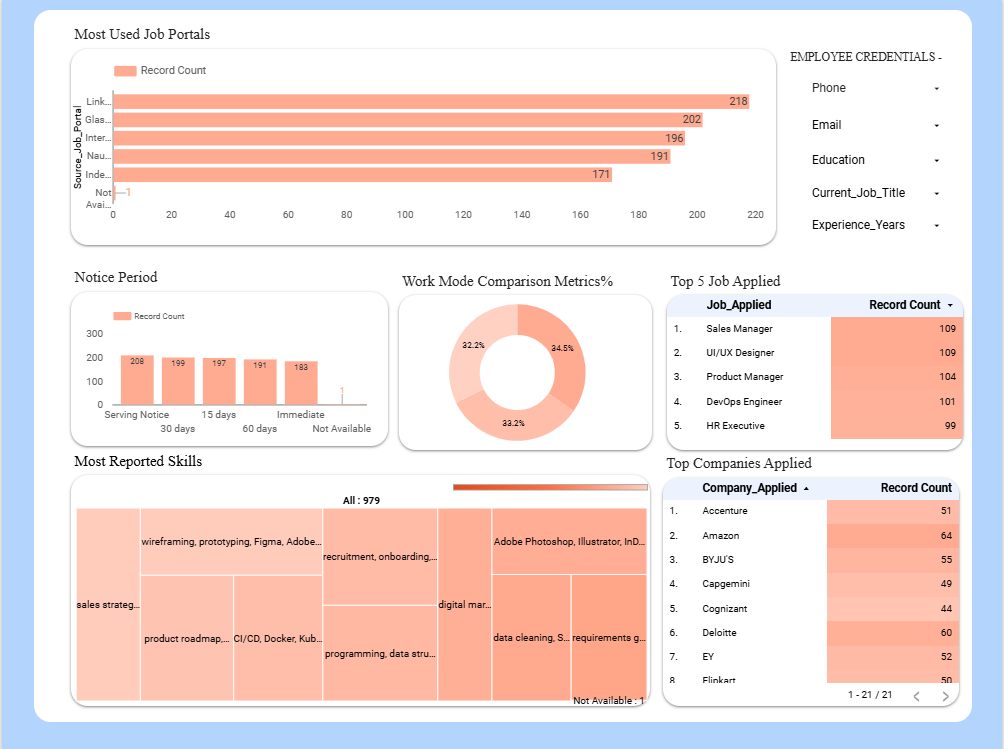 Most Used Job Portals
Record Count
Source_Job_Portal
Link... 218
Glas... 202
Inter... 196
Nau... 191
Inde... 171
Not Avai... 1
0 20 40 60 80 100 120 140 160 180 200 220
EMPLOYEE CREDENTIALS -
Phone
Email
Education
Current_Job_Title
Experience_Years
Notice Period
Record Count
300
200
100
0
208 199 197 191 183 1
Serving Notice 15 days Immediate
30 days 60 days Not Available
Work Mode Comparison Metrics%
32.2% 34.5%
33.2%
Top 5 Job Applied
Job_Applied Record Count
1. Sales Manager 109
2. UI/UX Designer 109
3. Product Manager 104
4. DevOps Engineer 101
5. HR Executive 99
Most Reported Skills
All : 979
wireframing, prototyping, Figma, Adobe...
recruitment, onboarding,...
Adobe Photoshop, Illustrator, InD...
sales strateg...
digital mar...
product roadmap,...
CI/CD, Docker, Kub...
programming, data stru...
data cleaning, S...
requirements g...
Not Available : 1
Top Companies Applied
Company_Applied Record Count
1. Accenture 51
2. Amazon 64
3. BYJU'S 55
4. Capgemini 49
5. Cognizant 44
6. Deloitte 60
7. EY 52
8 Flipkart 50
1 - 21 / 21